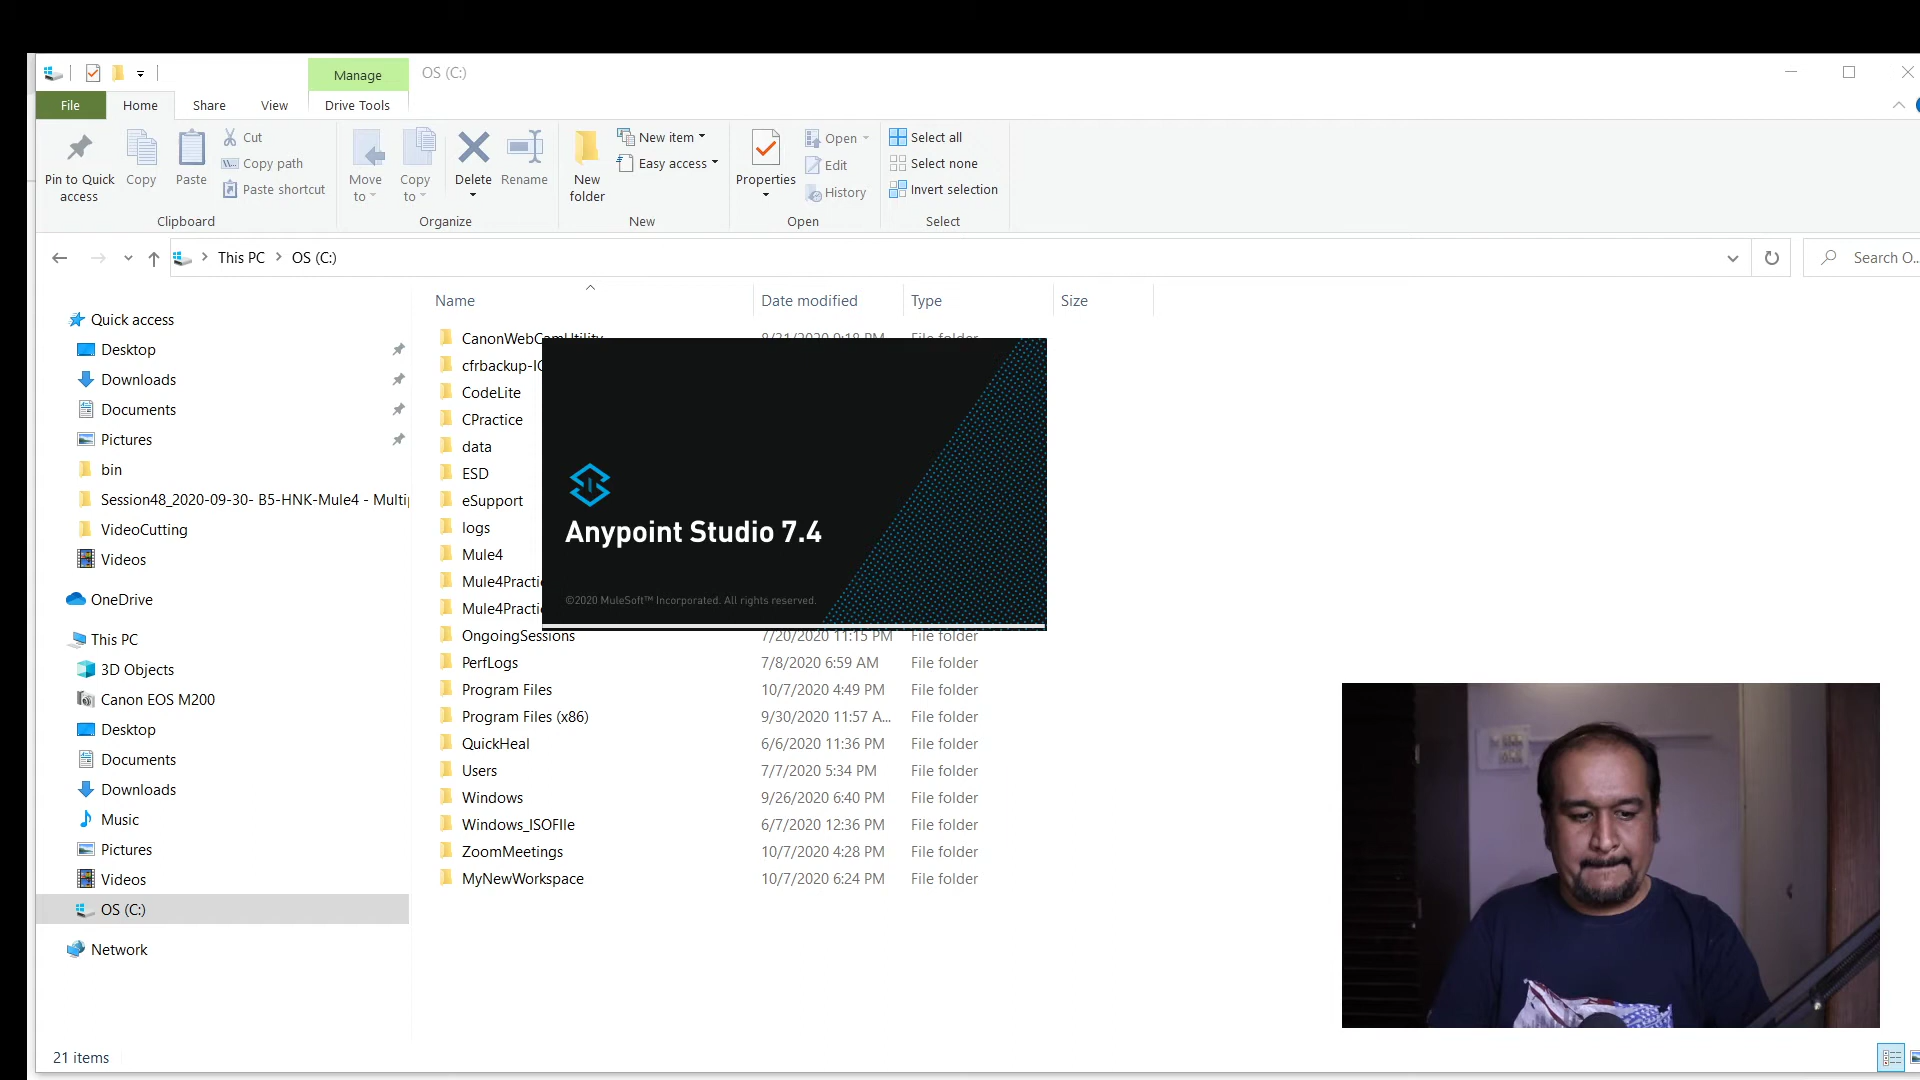 Manage
OS (C:)
File
Home
Share
View
Drive Tools
Pin to Quick access
Copy
Paste
Cut
Copy path
Paste shortcut
Clipboard
Move to
Copy to
Delete
Rename
Organize
New folder
New item
Easy access
New
Properties
Open
Edit
History
Open
Select all
Select none
Invert selection
Select
This PC
OS (C:)
Search O...
Name
Date modified
Type
Size
Quick access
Desktop
Downloads
Documents
Pictures
bin
Session48_2020-09-30- B5-HNK-Mule4 - Multip
VideoCutting
Videos
OneDrive
This PC
3D Objects
Canon EOS M200
Desktop
Documents
Downloads
Music
Pictures
Videos
OS (C:)
Network
CanonWebCamUtility
cfrbackup-
CodeLite
CPractice
data
ESD
eSupport
logs
Mule4
Mule4Practi
Mule4Practi
OngoingSessions 7/20/2020 11:15 PM File folder
PerfLogs 7/8/2020 6:59 AM File folder
Program Files 10/7/2020 4:49 PM File folder
Program Files (x86) 9/30/2020 11:57 A... File folder
QuickHeal 6/6/2020 11:36 PM File folder
Users 7/7/2020 5:34 PM File folder
Windows 9/26/2020 6:40 PM File folder
Windows_ISOFIle 6/7/2020 12:36 PM File folder
ZoomMeetings 10/7/2020 4:28 PM File folder
MyNewWorkspace 10/7/2020 6:24 PM File folder
Anypoint Studio 7.4
©2020 MuleSoft™ Incorporated. All rights reserved.
21 items